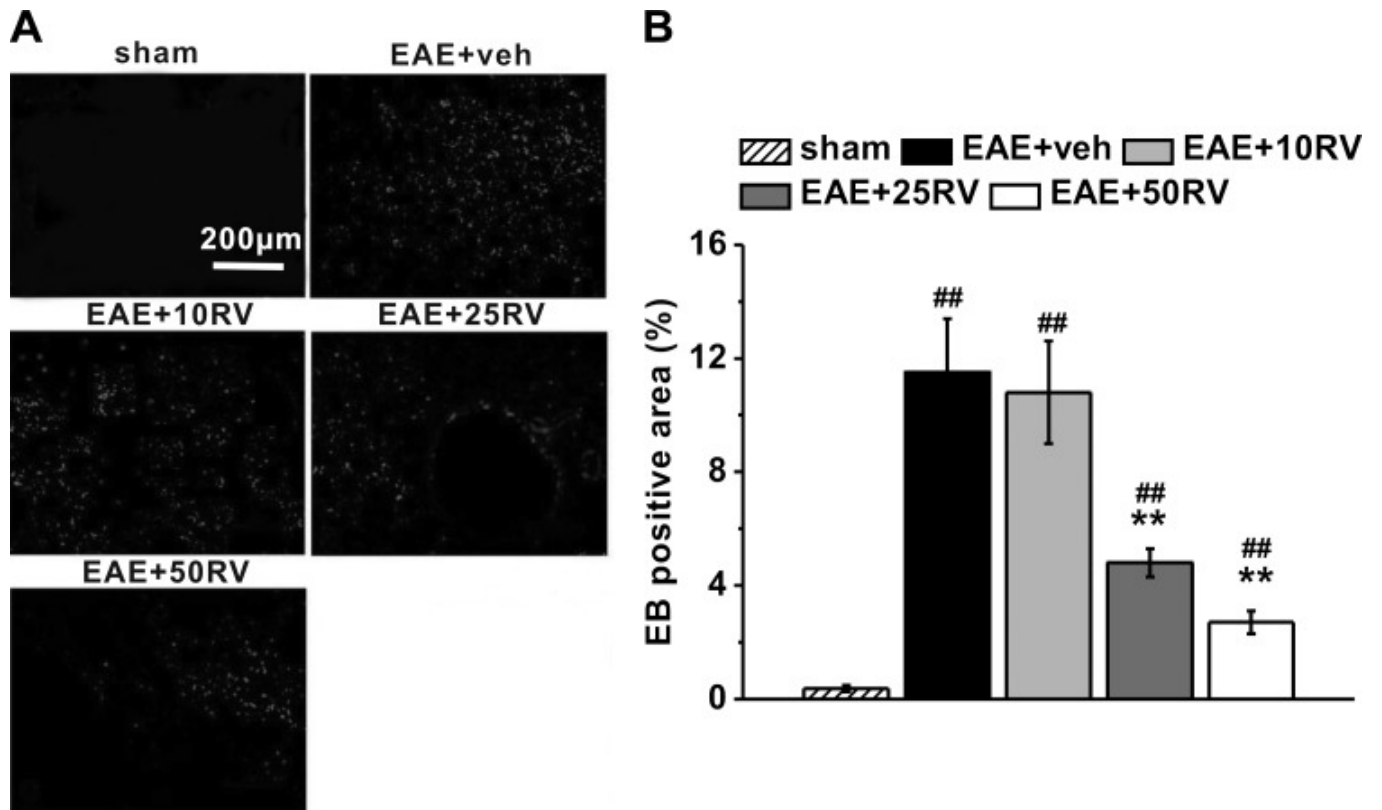 A
sham
EAE+veh
200µm
EAE+10RV
EAE+25RV
EAE+50RV
B
sham EAE+veh EAE+10RV
EAE+25RV EAE+50RV
EB positive area (%)
16
12
8
4
0
##
##
##
**
##
**